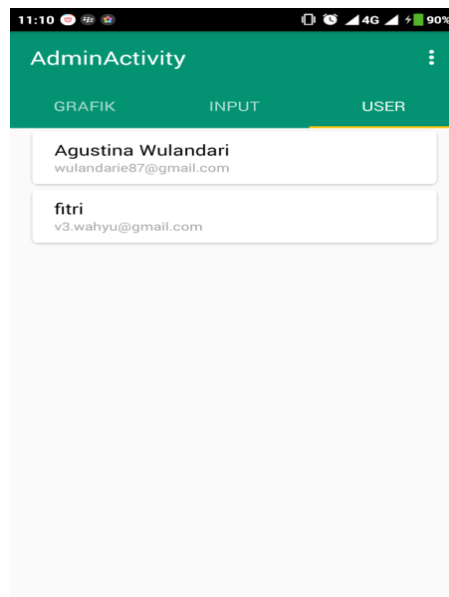 11:10 4G 90%
AdminActivity
GRAFIK INPUT USER
Agustina Wulandari
wulandarie87@gmail.com
fitri
v3.wahyu@gmail.com